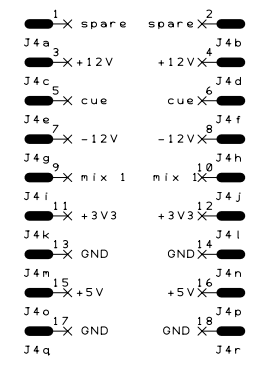 1 spare spare 2
J4a J4b
3 +12V +12V 4
J4c J4d
5 cue cue 6
J4e J4f
7 -12V -12V 8
J4g J4h
9 mix 1 mix 1 10
J4i J4j
11 +3V3 +3V3 12
J4k J4l
13 GND GND 14
J4m J4n
15 +5V +5V 16
J4o J4p
17 GND GND 18
J4q J4r